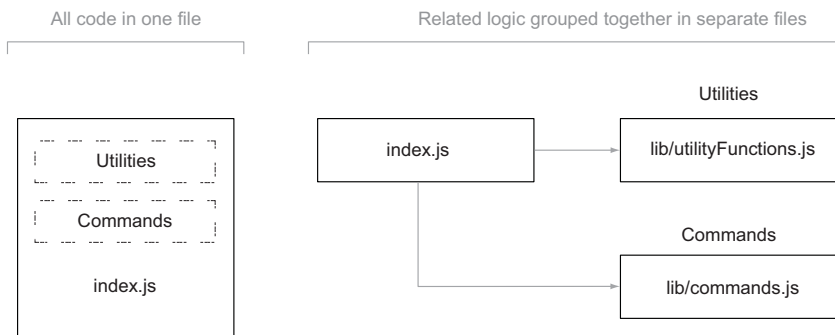 All code in one file
Related logic grouped together in separate files
Utilities
Utilities
index.js
lib/utilityFunctions.js
Commands
Commands
index.js
lib/commands.js